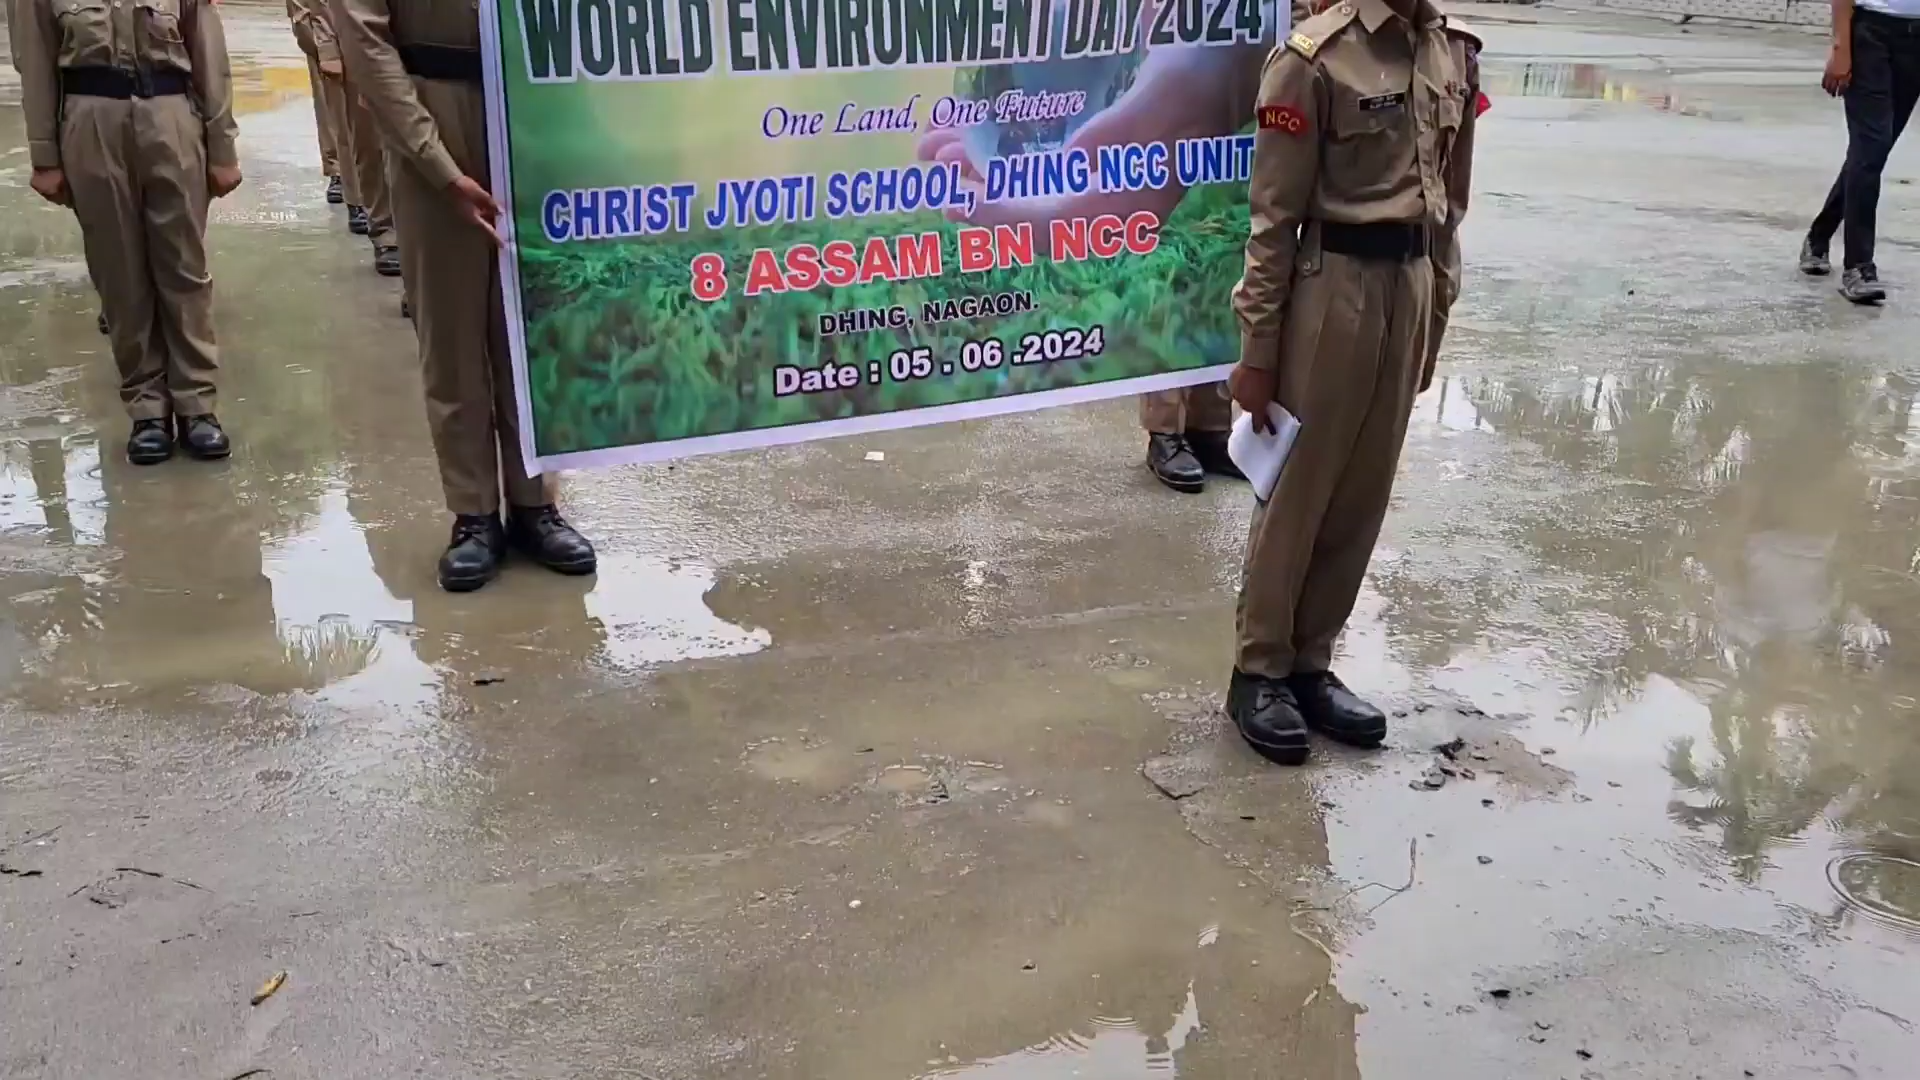 WORLD ENVIRONMENT DAY 2024
One Land, One Future
CHRIST JYOTI SCHOOL, DHING NCC UNIT
8 ASSAM BN NCC
DHING, NAGAON.
Date : 05 . 06 .2024
NCC